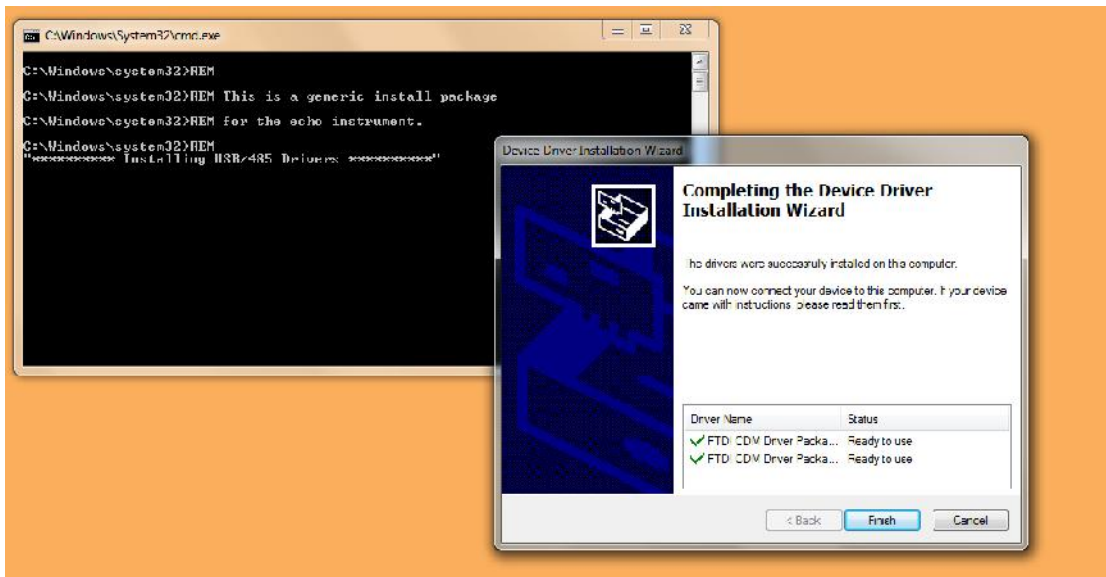 C:\Windows\System32\cmd.exe
C:\Windows\system32>REM
C:\Windows\system32>REM This is a generic install package
C:\Windows\system32>REM for the echo instrument.
C:\Windows\system32>REM
"********** Installing USB/485 Drivers **********"
Device Driver Installation Wizard
Completing the Device Driver
Installation Wizard
The drivers were successfully installed on this computer.
You can now connect your device to this computer. If your device
came with instructions, please read them first.
Driver Name Status
FTDI CDM Driver Packa... Ready to use
FTDI CDM Driver Packa... Ready to use
< Back Finish Cancel